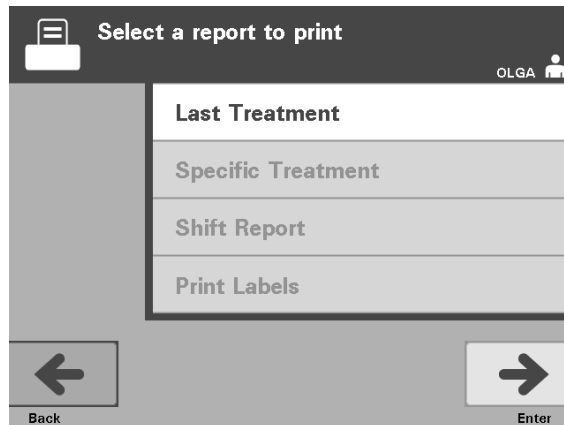 Select a report to print
OLGA
Last Treatment
Specific Treatment
Shift Report
Print Labels
Back
Enter